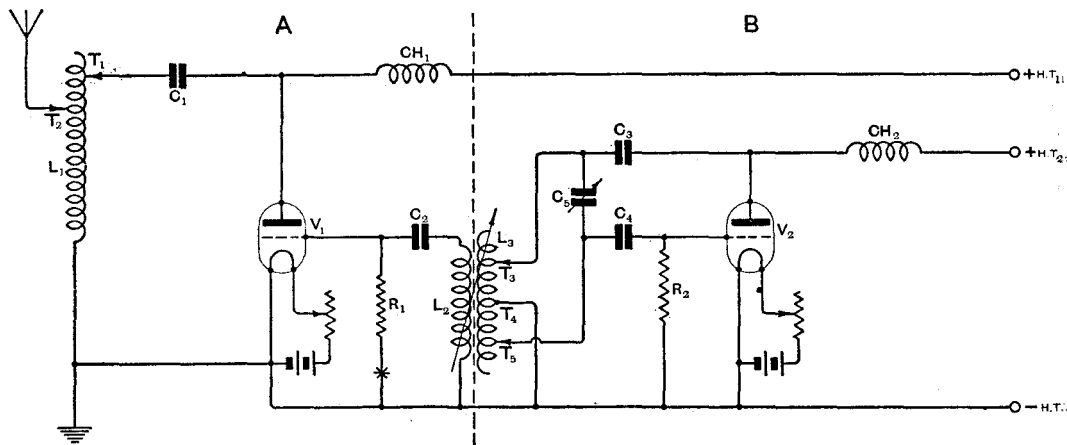 A
B
T₁
C₁
CH₁
+ H.T₁
T₂
L₁
C₃
CH₂
+ H.T₂
C₅
V₁
C₂
L₃
C₄
V₂
T₃
R₁
L₂
T₄
R₂
T₅
- H.T.